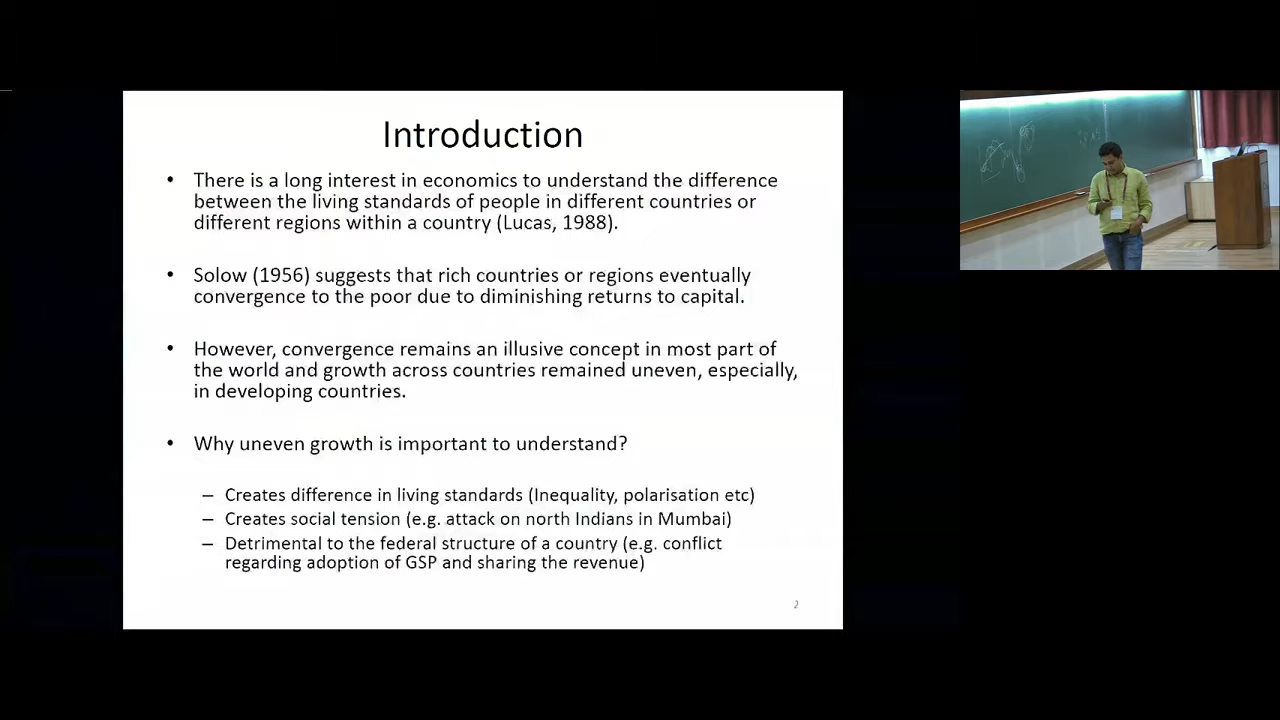 Introduction
• There is a long interest in economics to understand the difference
between the living standards of people in different countries or
different regions within a country (Lucas, 1988).
• Solow (1956) suggests that rich countries or regions eventually
convergence to the poor due to diminishing returns to capital.
• However, convergence remains an illusive concept in most part of
the world and growth across countries remained uneven, especially,
in developing countries.
• Why uneven growth is important to understand?
– Creates difference in living standards (Inequality, polarisation etc)
– Creates social tension (e.g. attack on north Indians in Mumbai)
– Detrimental to the federal structure of a country (e.g. conflict
regarding adoption of GSP and sharing the revenue)
2